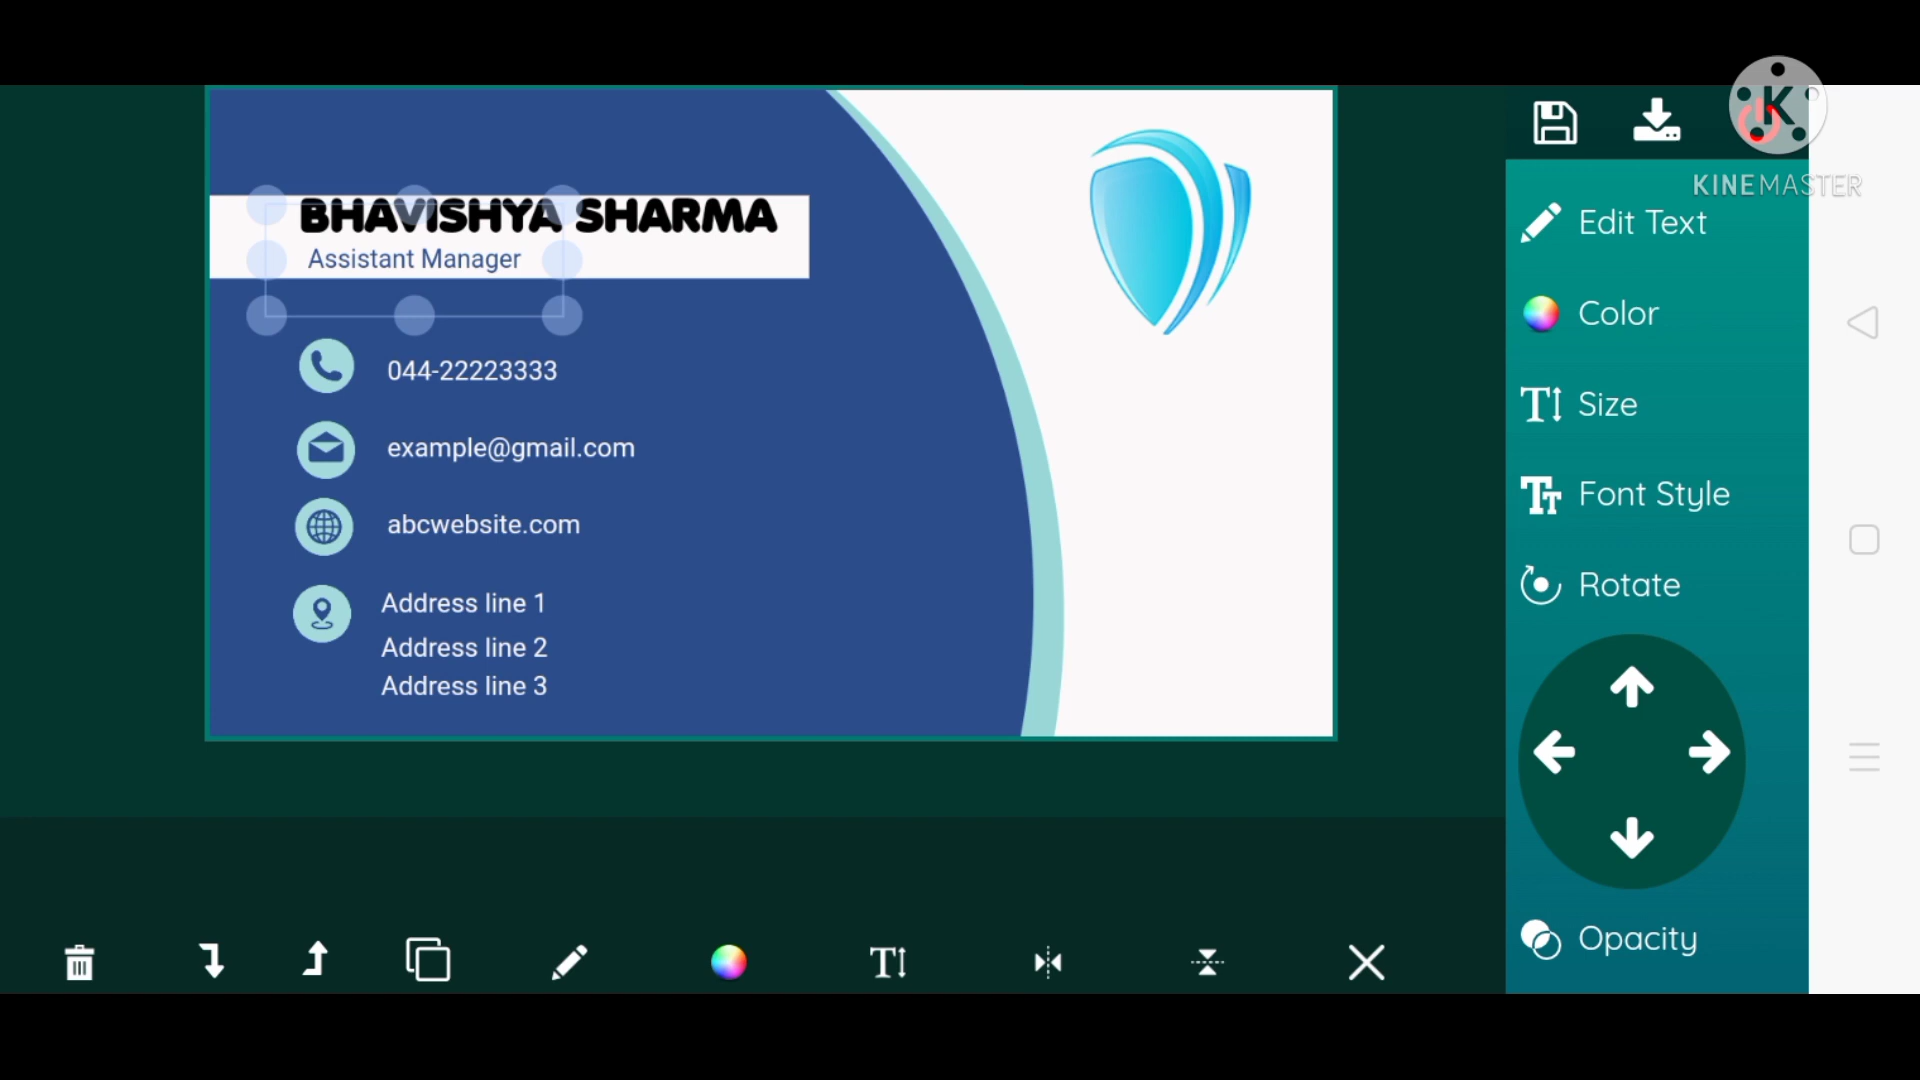 BHAVISHYA SHARMA
Assistant Manager
044-22223333
example@gmail.com
abcwebsite.com
Address line 1
Address line 2
Address line 3
K
KINEMASTER
Edit Text
Color
Size
Font Style
Rotate
Opacity